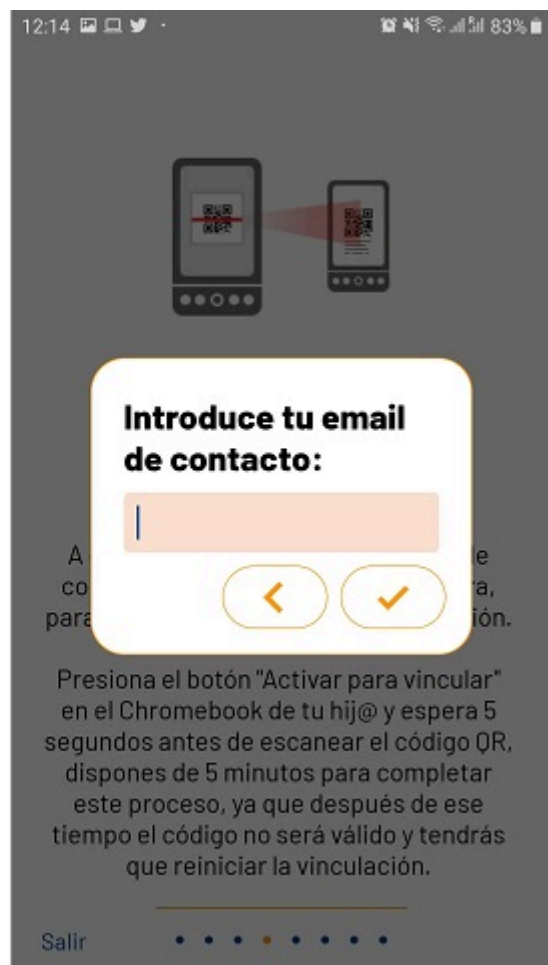 12:14
83%
Introduce tu email
de contacto:
A
e
co
a,
para
ión.
Presiona el botón "Activar para vincular"
en el Chromebook de tu hij@ y espera 5
segundos antes de escanear el código QR,
dispones de 5 minutos para completar
este proceso, ya que después de ese
tiempo el código no será válido y tendrás
que reiniciar la vinculación.
Salir